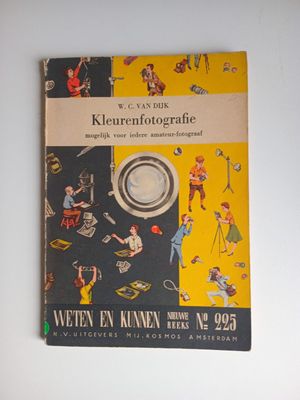 W. C. VAN DIJK
Kleurenfotografie
mogelijk voor iedere amateur-fotograaf
WETEN EN KUNNEN NIEUWE REEKS No 225
N.V. UITGEVERS MIJ. KOSMOS AMSTERDAM